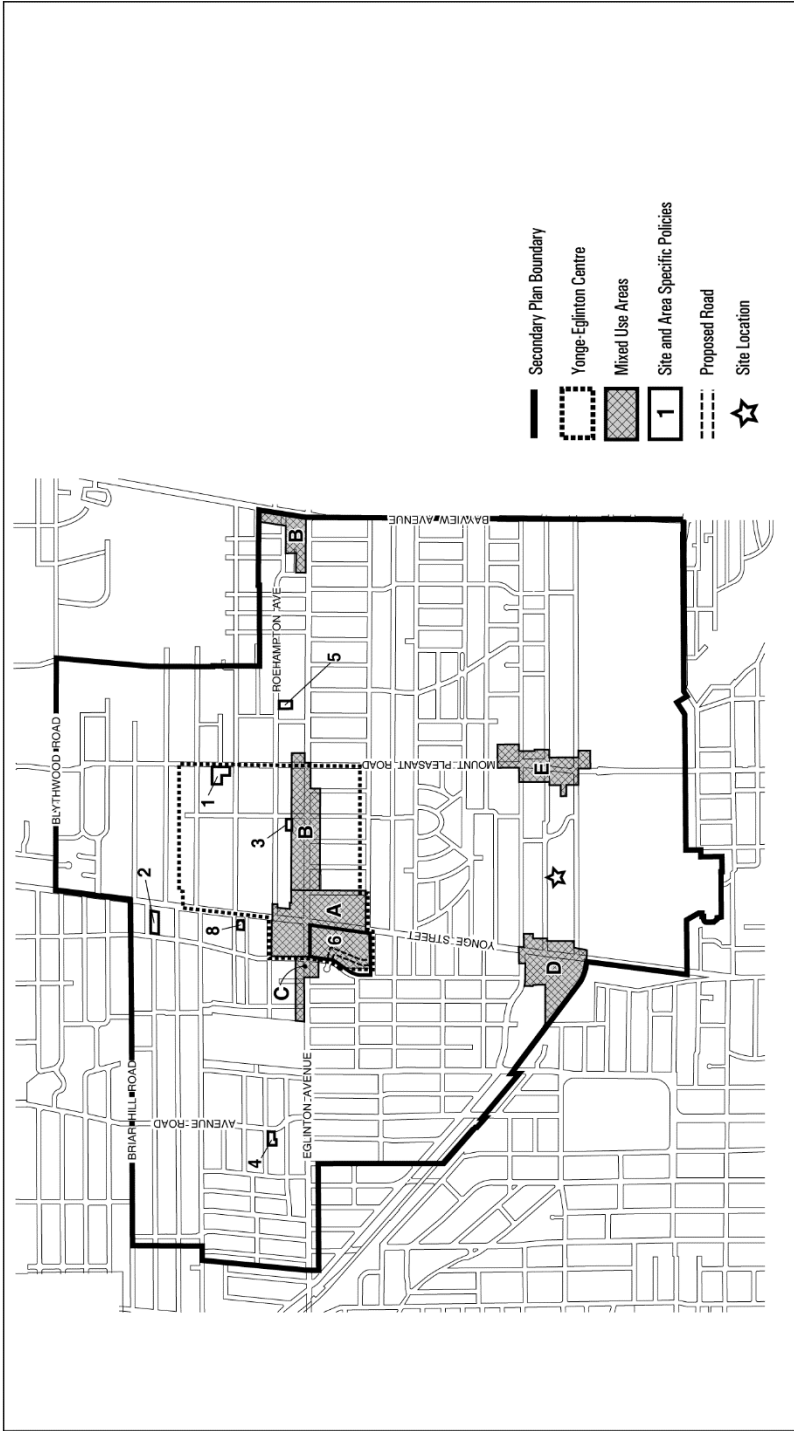 BLYTHWOOD ROAD
BRIAR HILL ROAD
2
1
8
AVENUE ROAD
4
3
ROEHAMPTON AVE
5
B
B
C
A
6
EGLINTON AVENUE
MOUNT PLEASANT ROAD
BAYVIEW AVENUE
YONGE STREET
D
E
Secondary Plan Boundary
Yonge-Eglinton Centre
Mixed Use Areas
1 Site and Area Specific Policies
Proposed Road
Site Location